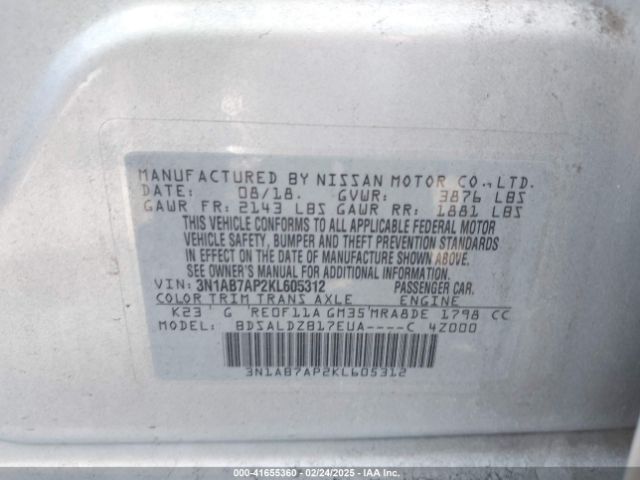 MANUFACTURED BY NISSAN MOTOR CO., LTD.
DATE: 08/18. GVWR: 3876 LBS
GAWR FR: 2143 LBS GAWR RR: 1881 LBS
THIS VEHICLE CONFORMS TO ALL APPLICABLE FEDERAL MOTOR
VEHICLE SAFETY, BUMPER AND THEFT PREVENTION STANDARDS
IN EFFECT ON THE DATE OF MANUFACTURE SHOWN ABOVE.
SEE OWNER'S MANUAL FOR ADDITIONAL INFORMATION.
VIN: 3N1AB7AP2KL605312 PASSENGER CAR.
COLOR TRIM TRANS AXLE ENGINE
K23 G RE0F11A GM35 MRA8DE 1798 CC
MODEL: BDSALDZB17EUA----C 4Z000
3N1AB7AP2KL605312
000-41655360 02/24/2025 IAA Inc.